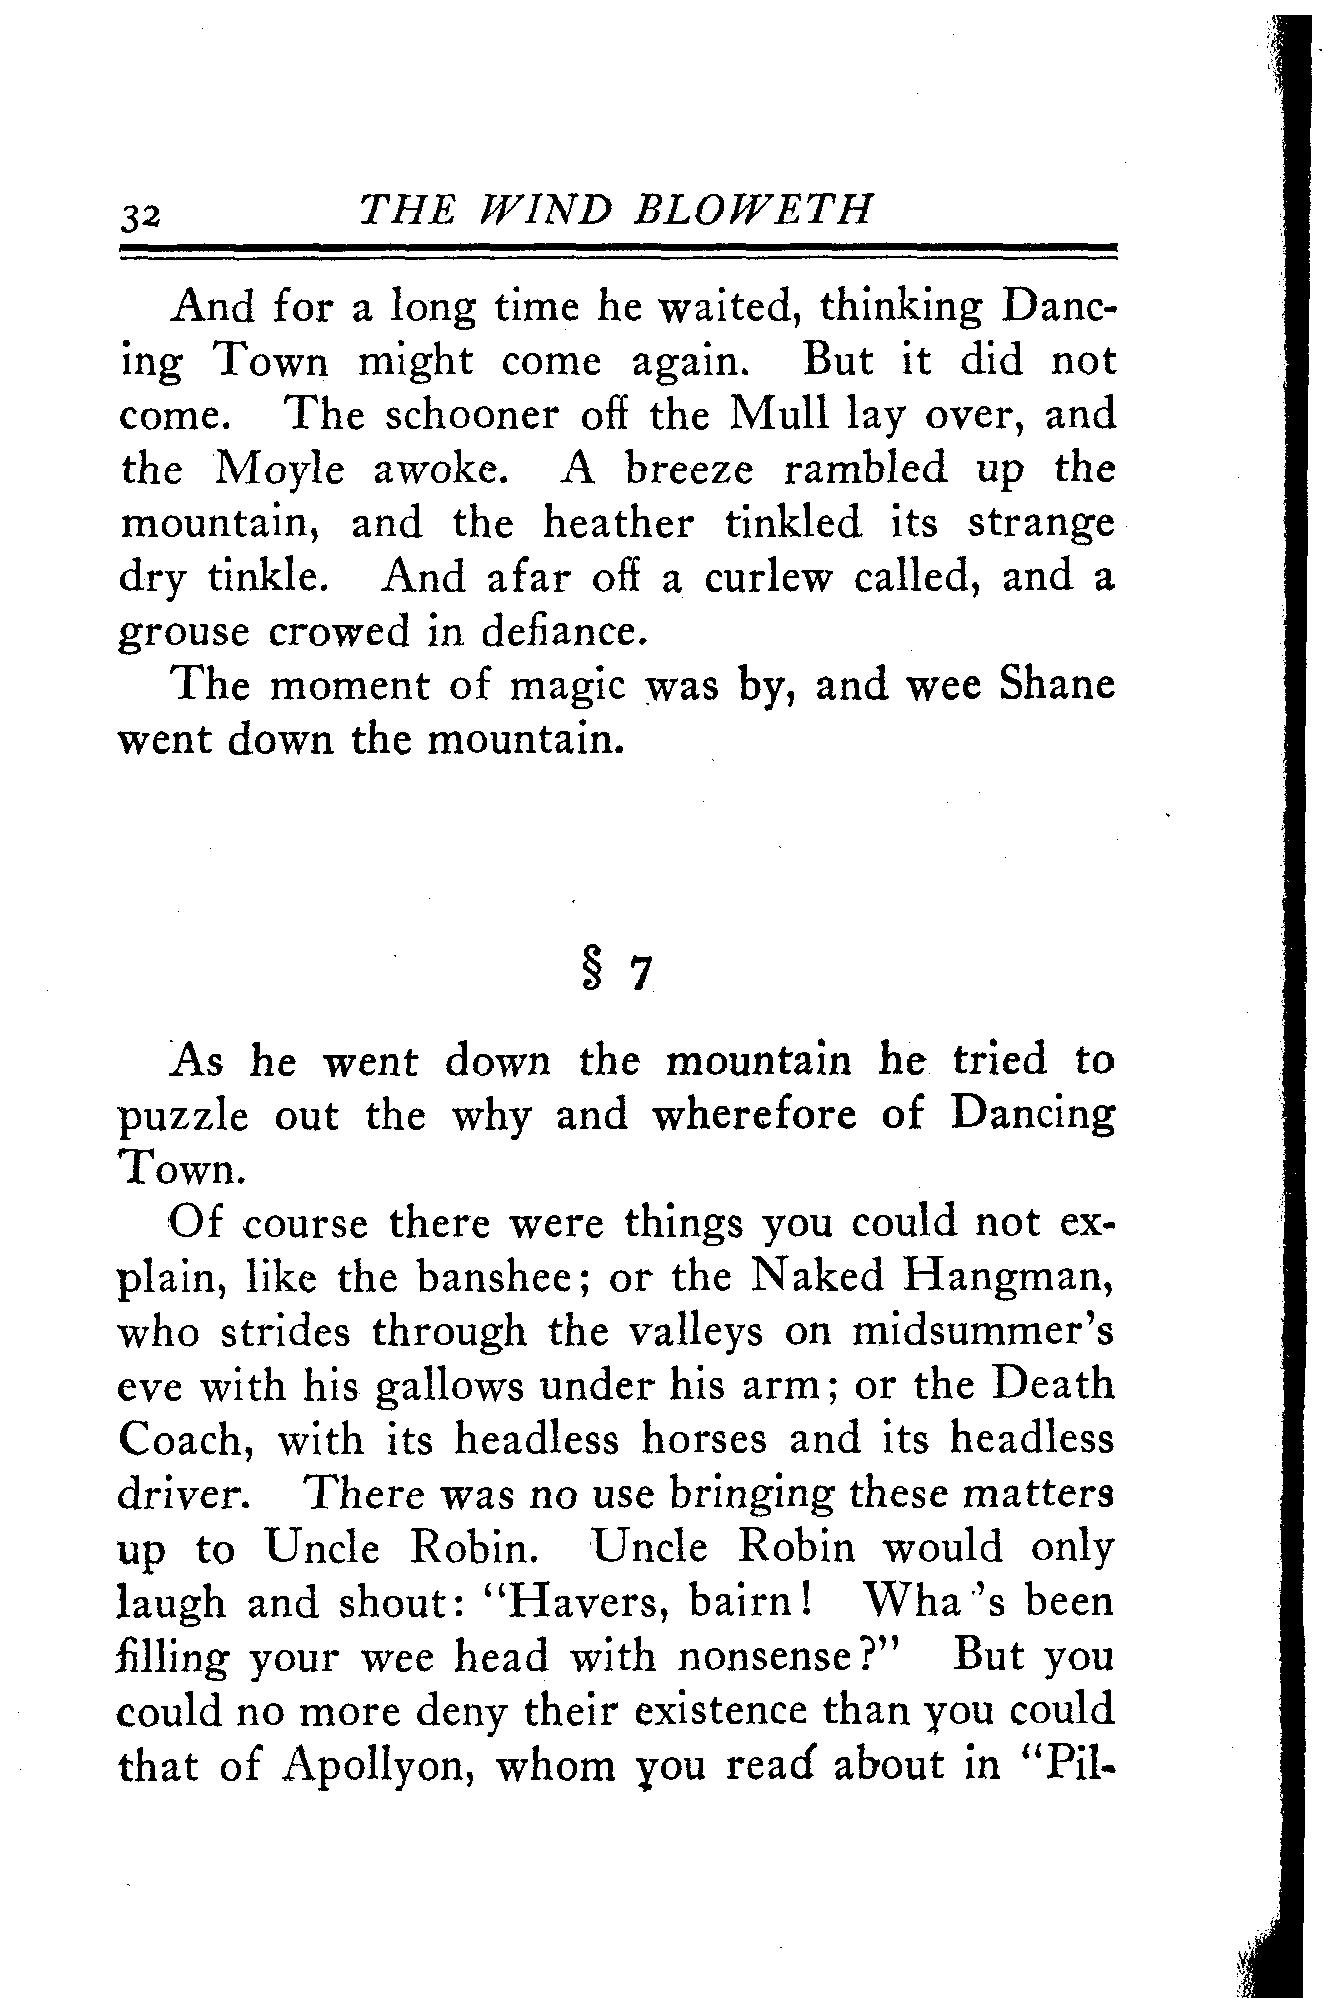 32 THE WIND BLOWETH
And for a long time he waited, thinking Danc-
ing Town might come again. But it did not
come. The schooner off the Mull lay over, and
the Moyle awoke. A breeze rambled up the
mountain, and the heather tinkled its strange
dry tinkle. And afar off a curlew called, and a
grouse crowed in defiance.
The moment of magic was by, and wee Shane
went down the mountain.
§ 7
As he went down the mountain he tried to
puzzle out the why and wherefore of Dancing
Town.
Of course there were things you could not ex-
plain, like the banshee; or the Naked Hangman,
who strides through the valleys on midsummer's
eve with his gallows under his arm; or the Death
Coach, with its headless horses and its headless
driver. There was no use bringing these matters
up to Uncle Robin. Uncle Robin would only
laugh and shout: "Havers, bairn! Wha 's been
filling your wee head with nonsense?" But you
could no more deny their existence than you could
that of Apollyon, whom you read about in "Pil-